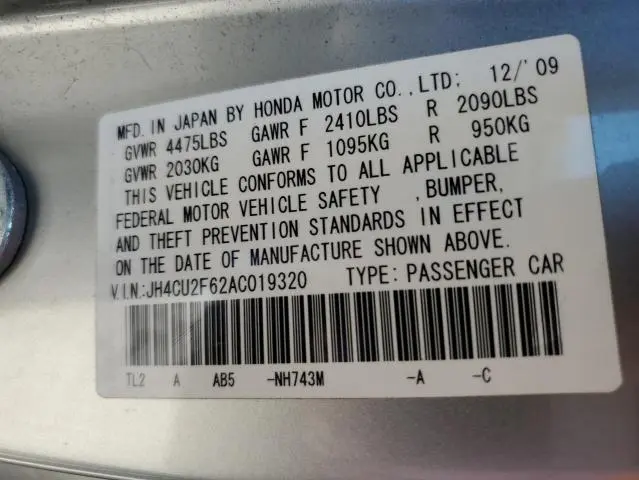 MFD. IN JAPAN BY HONDA MOTOR CO., LTD; 12/'09
GVWR 4475LBS GAWR F 2410LBS R 2090LBS
GVWR 2030KG GAWR F 1095KG R 950KG
THIS VEHICLE CONFORMS TO ALL APPLICABLE
FEDERAL MOTOR VEHICLE SAFETY , BUMPER,
AND THEFT PREVENTION STANDARDS IN EFFECT
ON THE DATE OF MANUFACTURE SHOWN ABOVE.
V.I.N.:JH4CU2F62AC019320 TYPE: PASSENGER CAR
TL2 A AB5 -NH743M -A -C